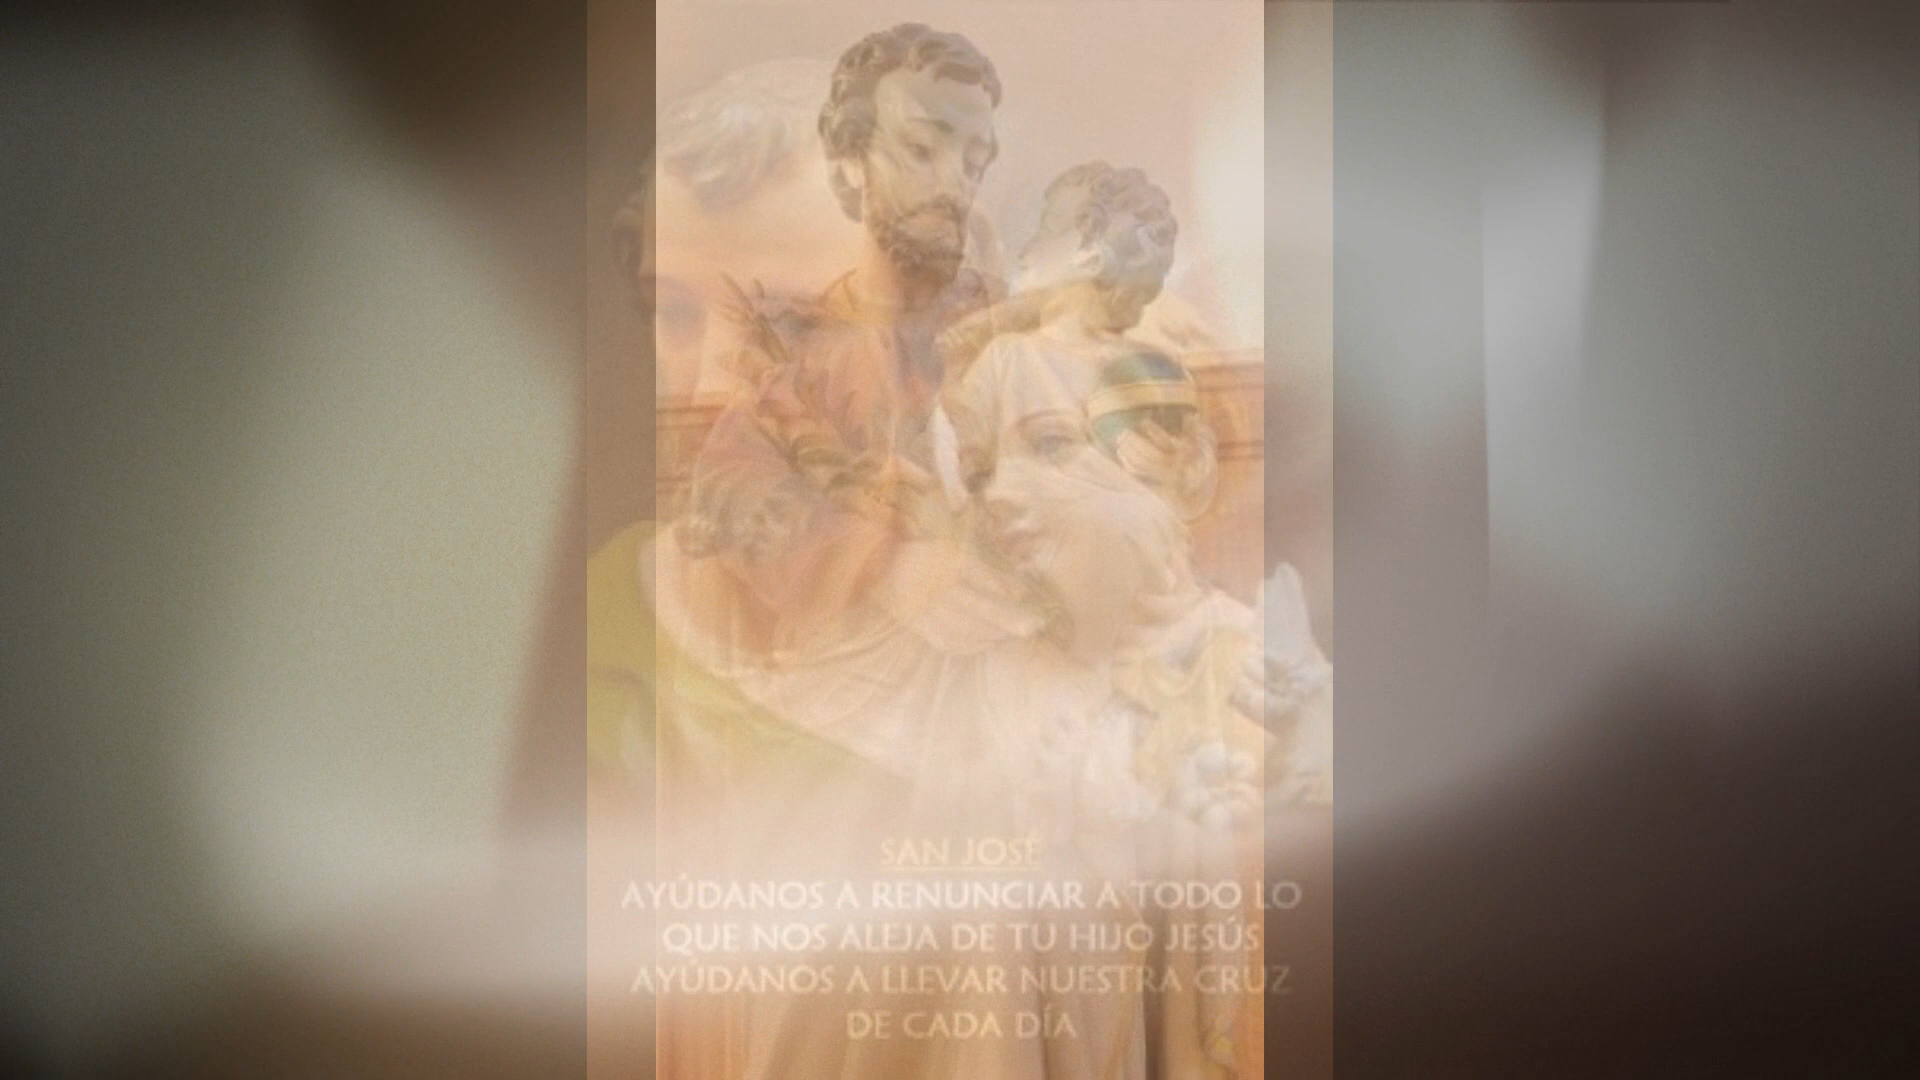 SAN JOSÉ
AYÚDANOS A RENUNCIAR A TODO LO
QUE NOS ALEJA DE TU HIJO JESÚS
AYÚDANOS A LLEVAR NUESTRA CRUZ
DE CADA DÍA